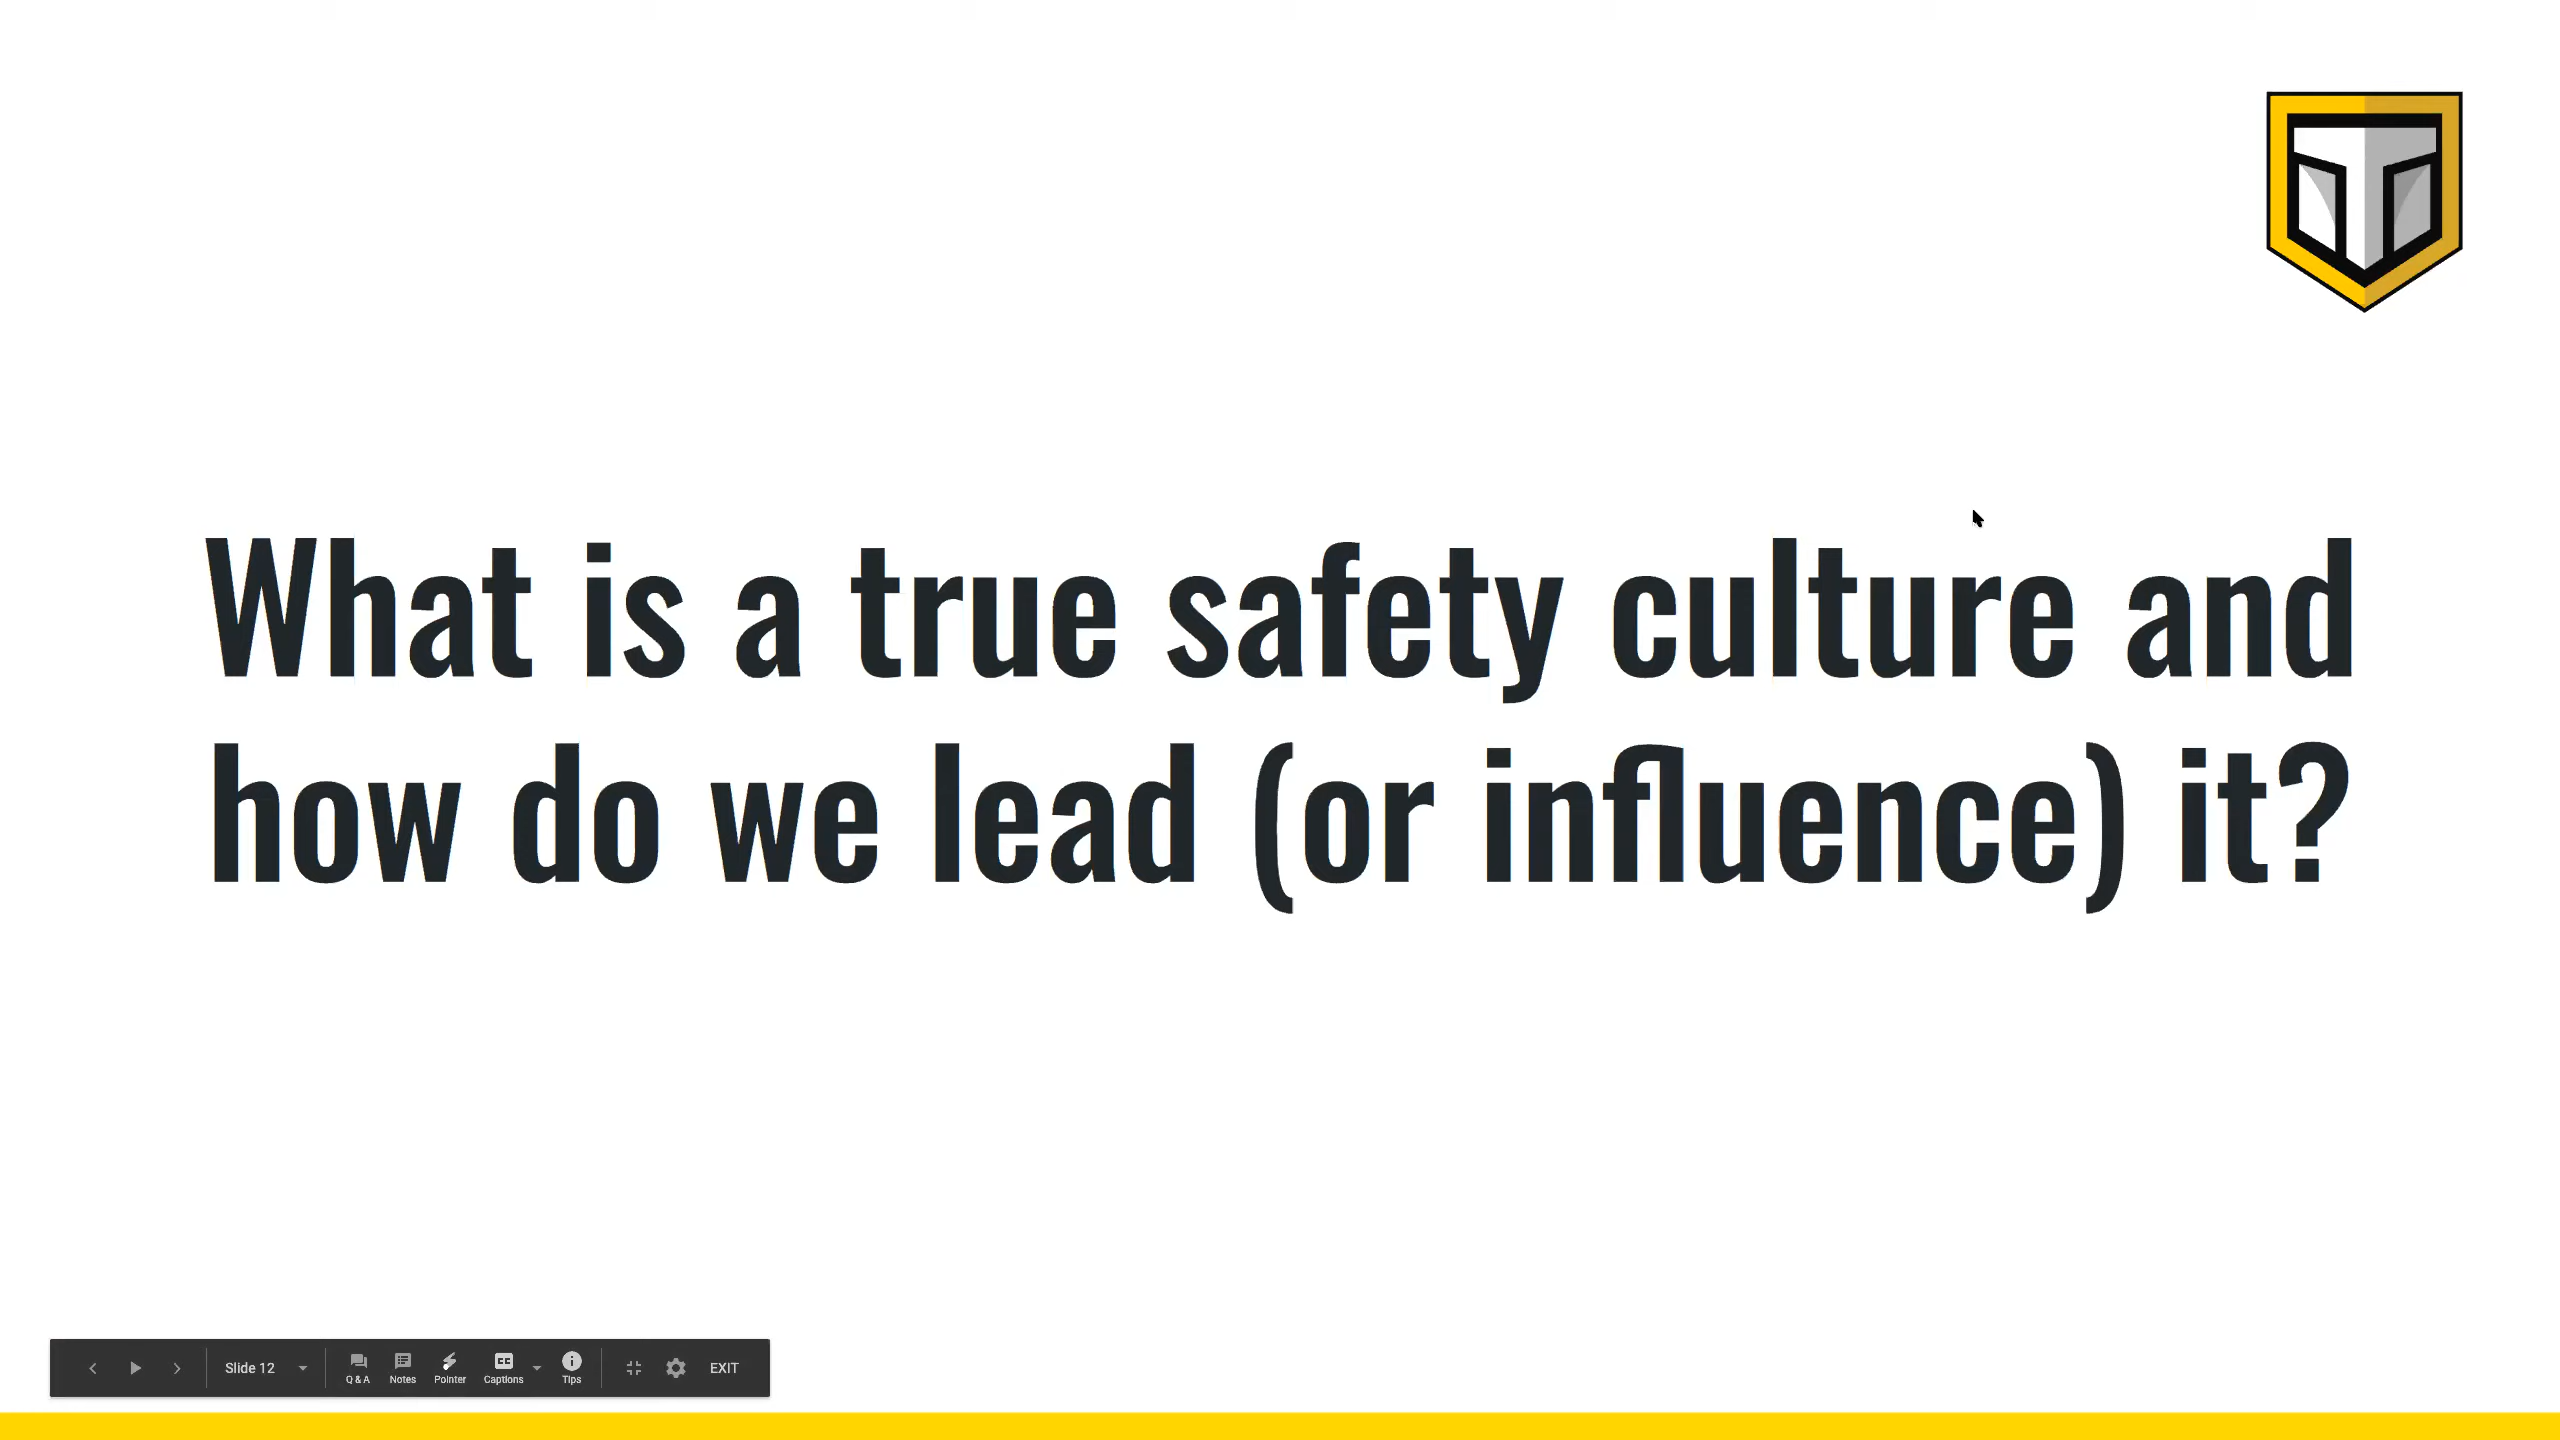 What is a true safety culture and
how do we lead (or influence) it?
Slide 12
Q & A
Notes
Pointer
CC
Captions
Tips
EXIT